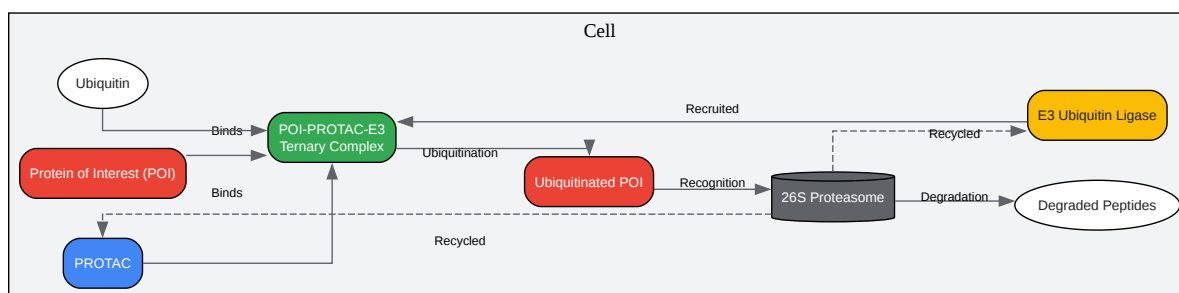 Cell
Ubiquitin
Recruited
E3 Ubiquitin Ligase
Binds
POI-PROTAC-E3
Ternary Complex
Recycled
Ubiquitination
Protein of Interest (POI)
Ubiquitinated POI
Recognition
26S Proteasome
Degradation
Degraded Peptides
Binds
Recycled
PROTAC